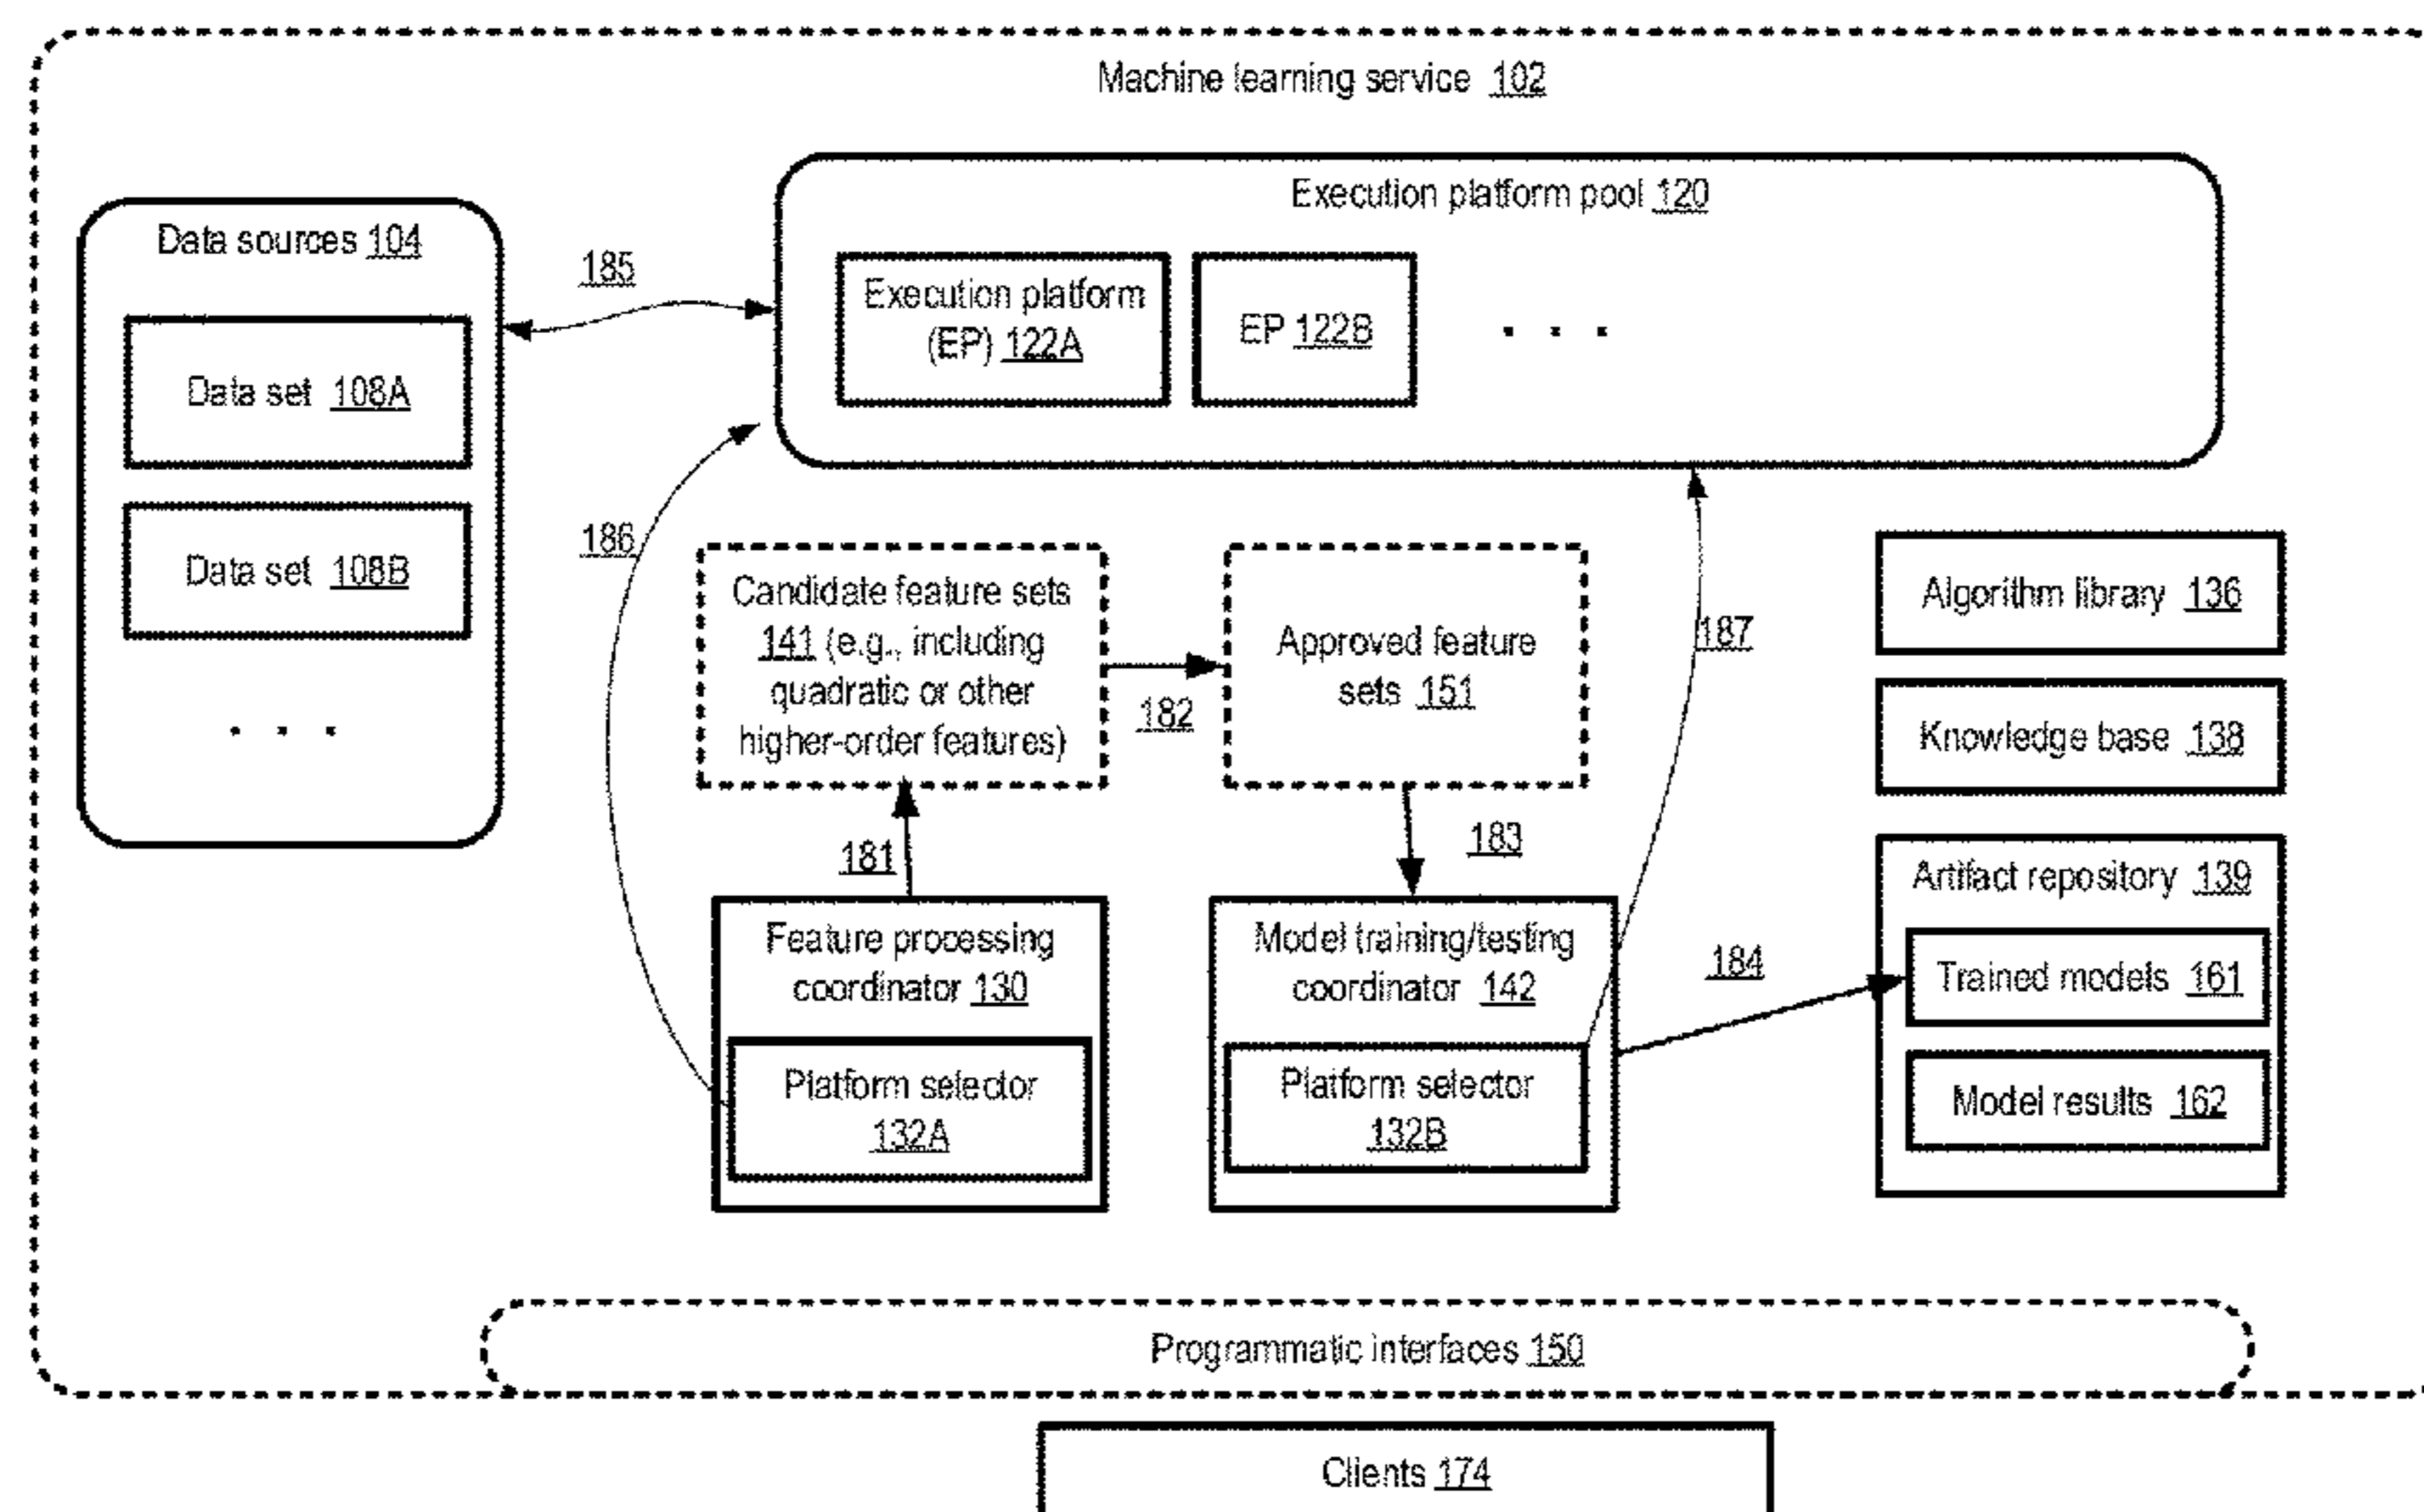 Machine learning service 102
Data sources 104
Data set 108A
Data set 108B
. . .
185
Execution platform pool 120
Execution platform
(EP) 122A
EP 122B
. . .
186
Candidate feature sets
141 (e.g., including
quadratic or other
higher-order features)
182
Approved feature
sets 151
187
181
183
Feature processing
coordinator 130
Platform selector
132A
Model training/testing
coordinator 142
Platform selector
132B
184
Algorithm library 136
Knowledge base 138
Artifact repository 139
Trained models 161
Model results 162
Programmatic interfaces 150
Clients 174